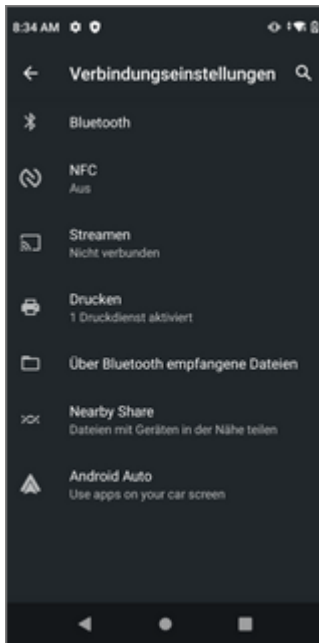 8:34 AM
Verbindungseinstellungen
Bluetooth
NFC
Aus
Streamen
Nicht verbunden
Drucken
1 Druckdienst aktiviert
Über Bluetooth empfangene Dateien
Nearby Share
Dateien mit Geräten in der Nähe teilen
Android Auto
Use apps on your car screen